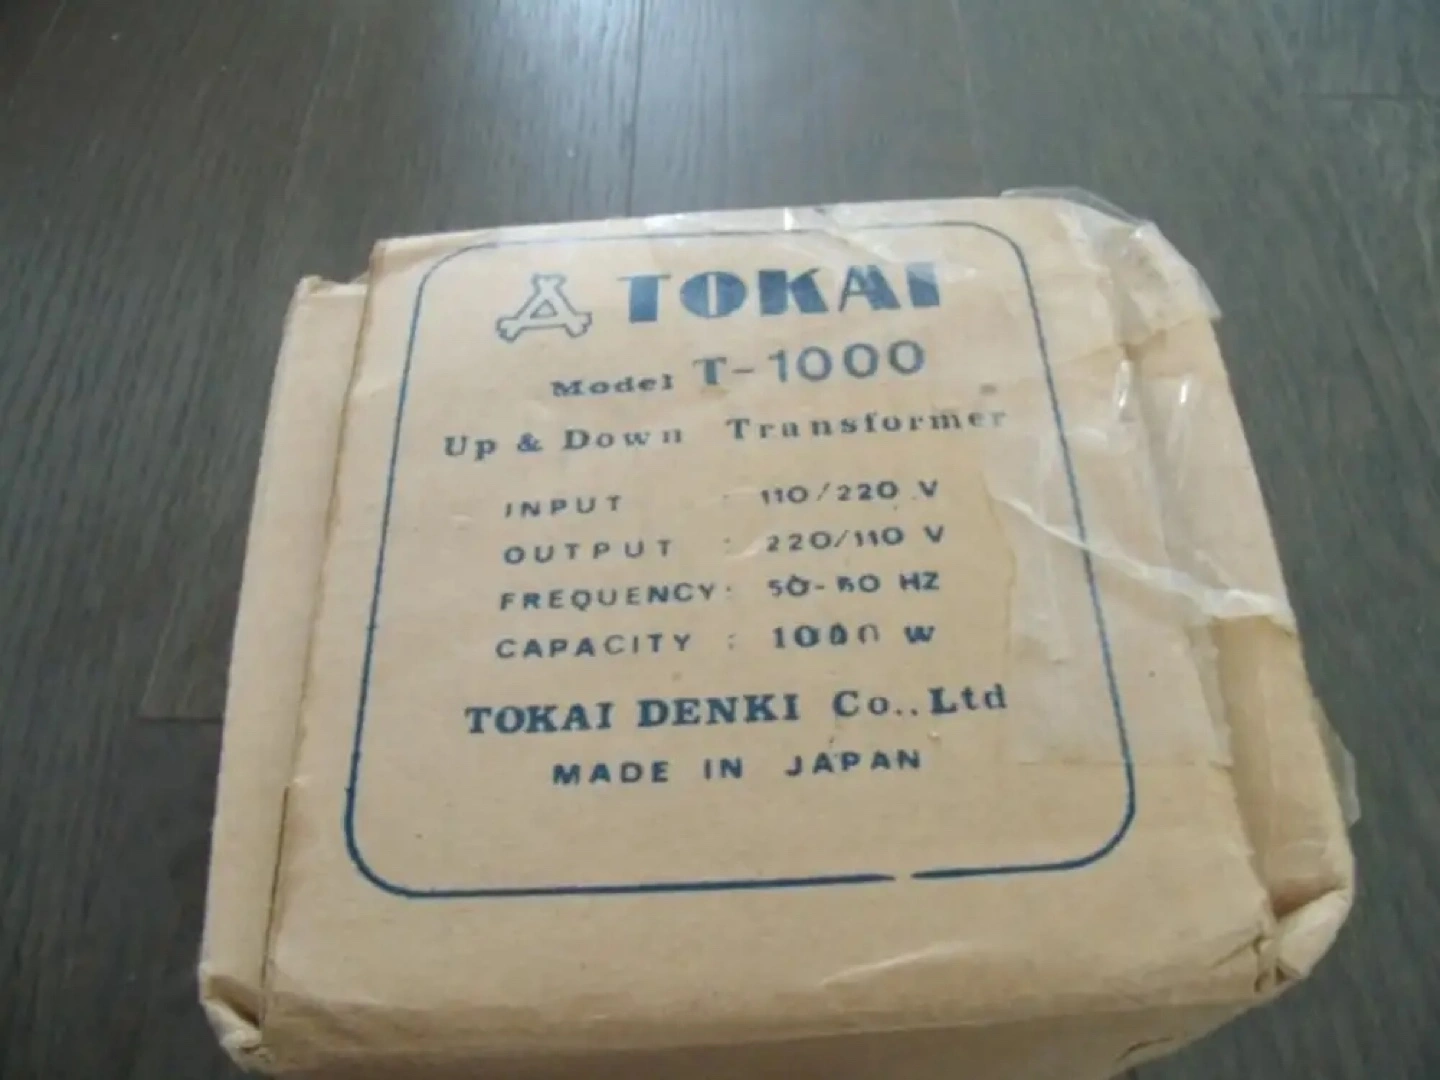 TOKAI
Model T-1000
Up & Down Transformer
INPUT : 110/220 V
OUTPUT : 220/110 V
FREQUENCY : 50-60 HZ
CAPACITY : 1000 W
TOKAI DENKI Co., Ltd
MADE IN JAPAN